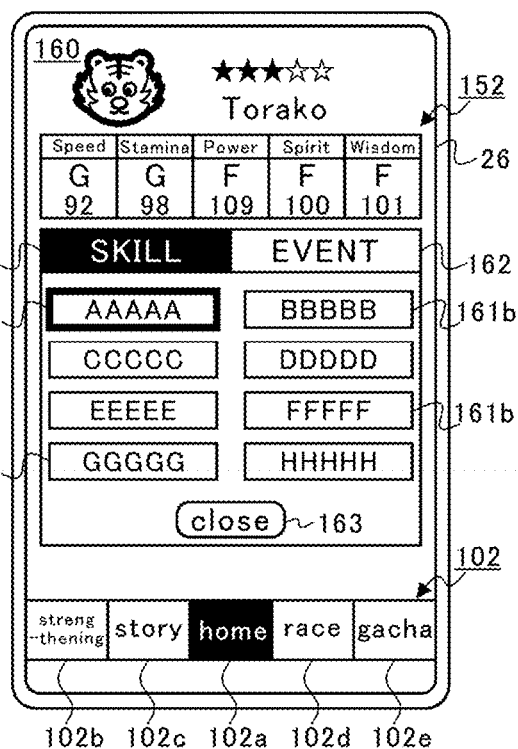 160
★★★☆☆
Torako
152
Speed Stamina Power Spirit Wisdom
26
G G F F F
92 98 109 100 101
SKILL EVENT
162
AAAAA BBBBB
161b
CCCCC DDDDD
EEEEE FFFFF
161b
GGGGG HHHHH
close
163
102
streng
-thening story home race gacha
102b 102c 102a 102d 102e